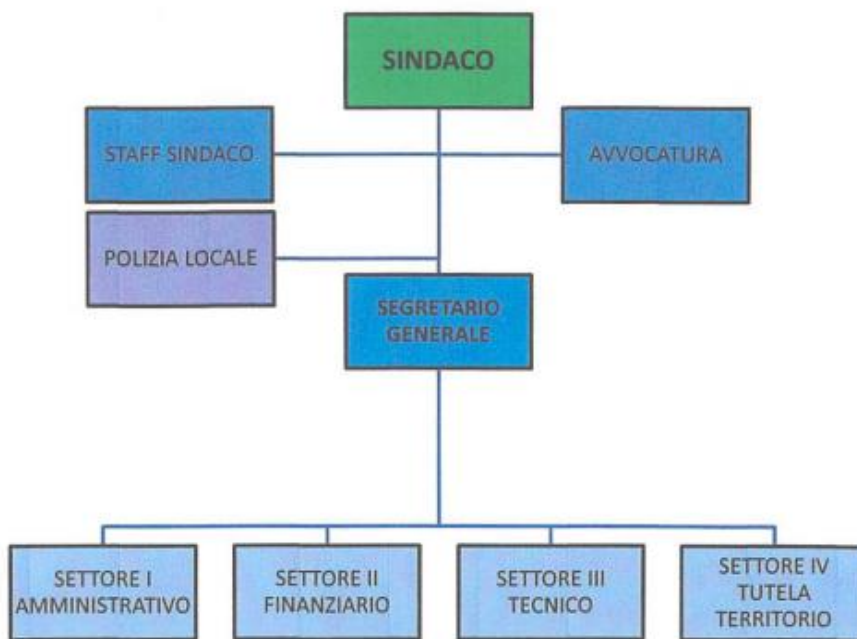 SINDACO
STAFF SINDACO
AVVOCATURA
POLIZIA LOCALE
SEGRETARIO
GENERALE
SETTORE I
AMMINISTRATIVO
SETTORE II
FINANZIARIO
SETTORE III
TECNICO
SETTORE IV
TUTELA
TERRITORIO